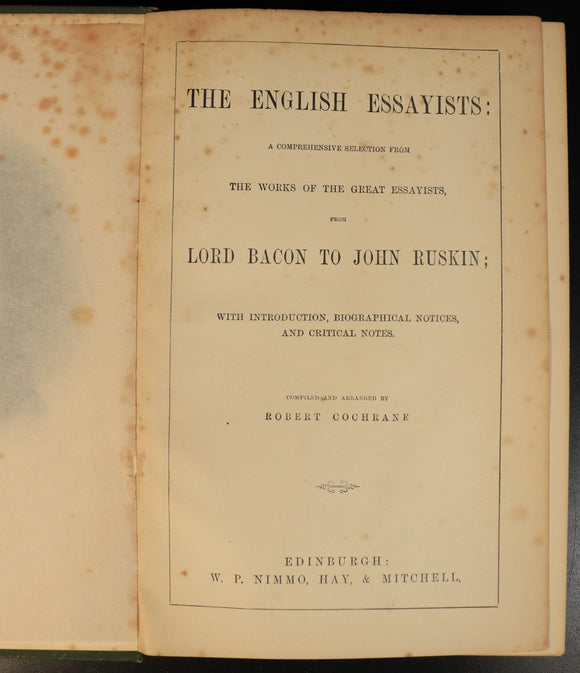 THE ENGLISH ESSAYISTS:
A COMPREHENSIVE SELECTION FROM
THE WORKS OF THE GREAT ESSAYISTS,
FROM
LORD BACON TO JOHN RUSKIN;
WITH INTRODUCTION, BIOGRAPHICAL NOTICES,
AND CRITICAL NOTES.
COMPILED AND ARRANGED BY
ROBERT COCHRANE
EDINBURGH:
W. P. NIMMO, HAY, & MITCHELL,